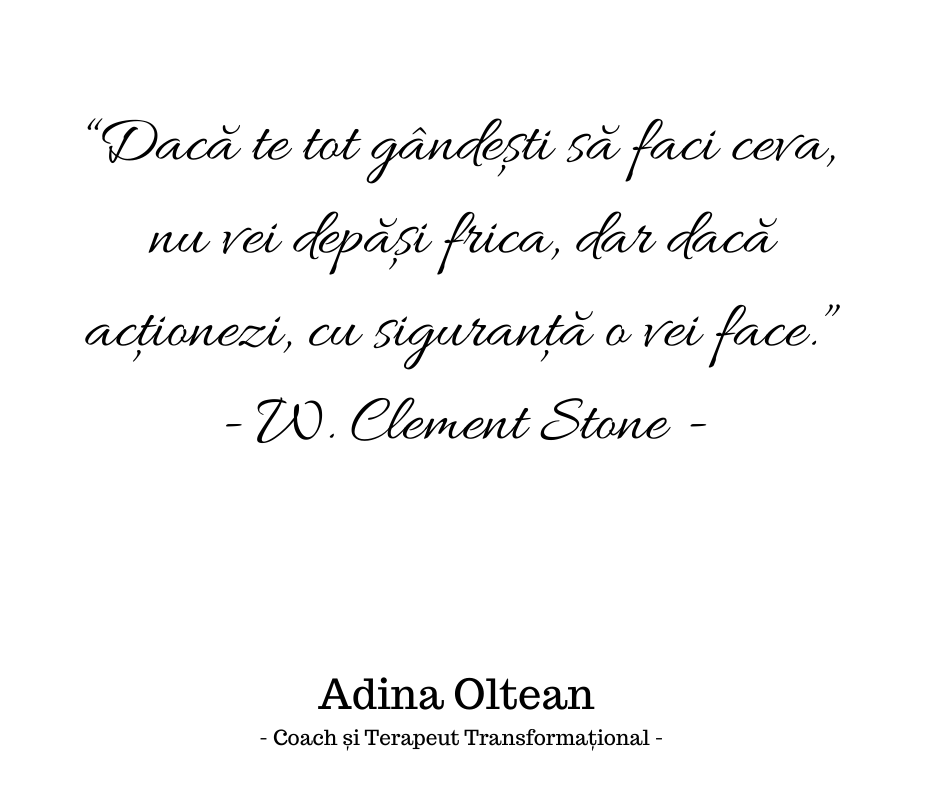 “Dacă te tot gândești să faci ceva,
nu vei depăși frica, dar dacă
acționezi, cu siguranță o vei face.”
- W. Clement Stone -
Adina Oltean
- Coach și Terapeut Transformațional -